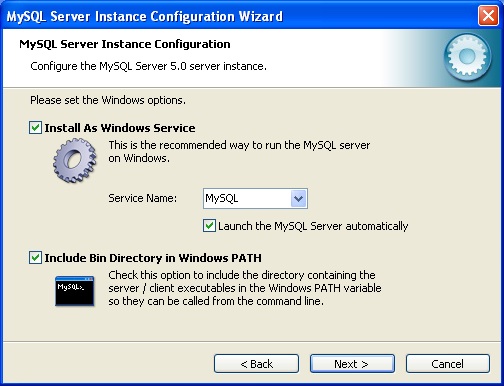 MySQL Server Instance Configuration Wizard
MySQL Server Instance Configuration
Configure the MySQL Server 5.0 server instance.
Please set the Windows options.
Install As Windows Service
This is the recommended way to run the MySQL server
on Windows.
Service Name:
MySQL
Launch the MySQL Server automatically
Include Bin Directory in Windows PATH
MySQL>_
Check this option to include the directory containing the
server / client executables in the Windows PATH variable
so they can be called from the command line.
< Back
Next >
Cancel